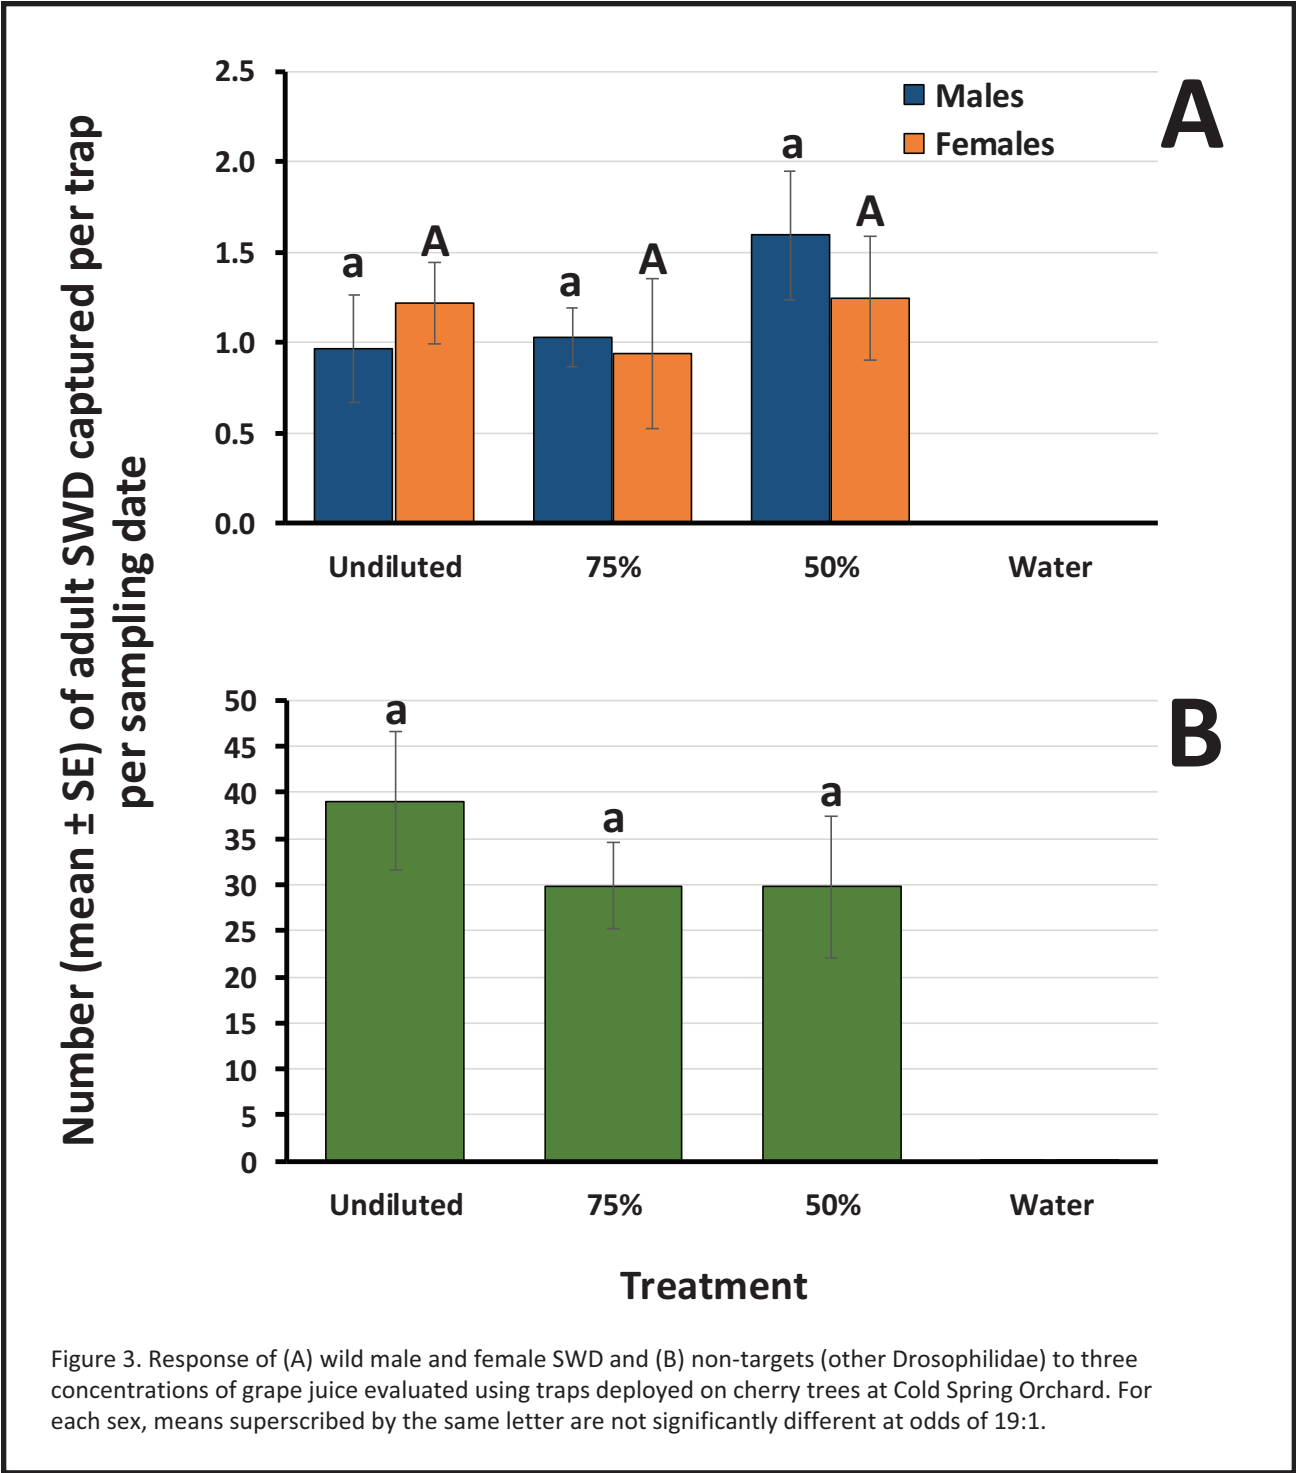 Number (mean ± SE) of adult SWD captured per trap
per sampling date
A
Males
Females
2.5
2.0
1.5
1.0
0.5
0.0
a
A
a
A
a
A
Undiluted
75%
50%
Water
B
50
45
40
35
30
25
20
15
10
5
0
a
a
a
Undiluted
75%
50%
Water
Treatment
Figure 3. Response of (A) wild male and female SWD and (B) non-targets (other Drosophilidae) to three
concentrations of grape juice evaluated using traps deployed on cherry trees at Cold Spring Orchard. For
each sex, means superscribed by the same letter are not significantly different at odds of 19:1.